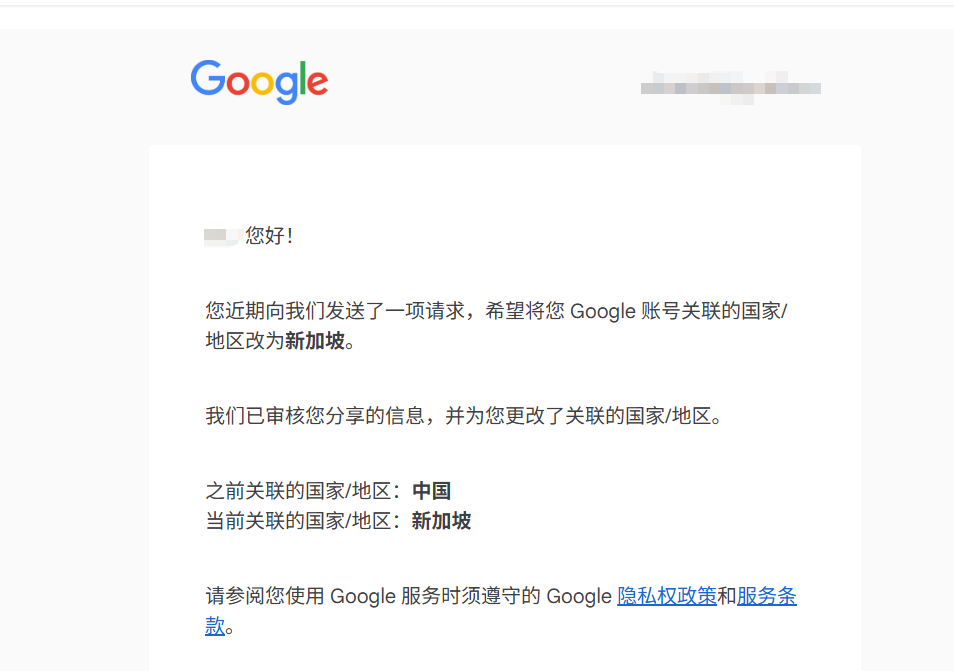 Google
您好！
您近期向我们发送了一项请求，希望将您 Google 账号关联的国家/
地区改为新加坡。
我们已审核您分享的信息，并为您更改了关联的国家/地区。
之前关联的国家/地区：中国
当前关联的国家/地区：新加坡
请参阅您使用 Google 服务时须遵守的 Google 隐私权政策和服务条
款。